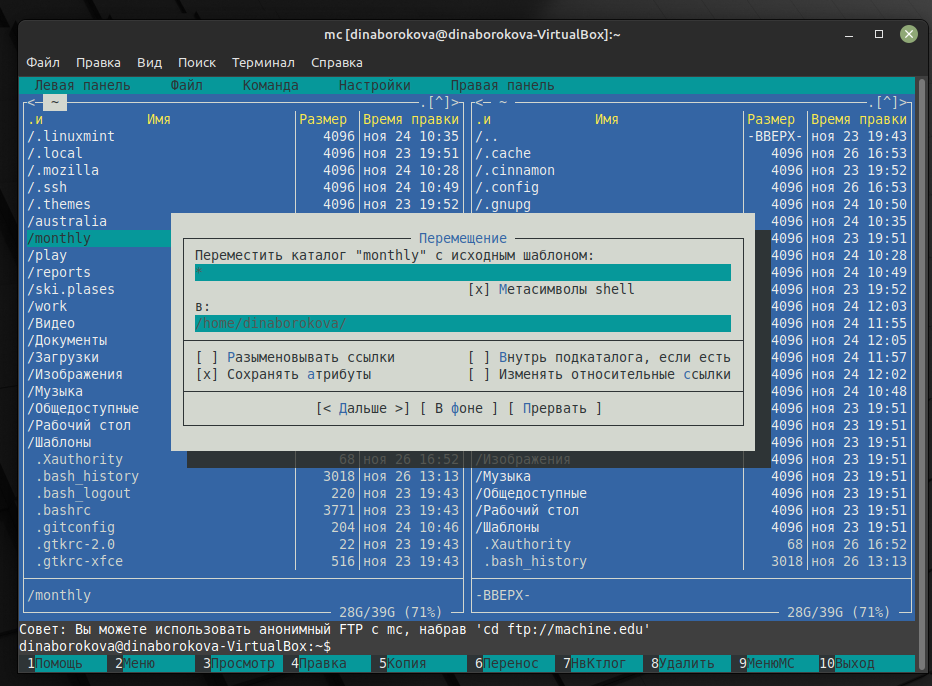 mc [dinaborokova@dinaborokova-VirtualBox]:~
Файл Правка Вид Поиск Терминал Справка
Левая панель Файл Команда Настройки Правая панель
<─ ~ .[^]> <─ ~ .[^]>
.и Имя Размер Время правки .и Имя Размер Время правки
/.linuxmint 4096 ноя 24 10:35 /.. -ВВЕРХ- ноя 23 19:43
/.local 4096 ноя 23 19:51 /.cache 4096 ноя 26 16:53
/.mozilla 4096 ноя 24 10:28 /.cinnamon 4096 ноя 23 19:52
/.ssh 4096 ноя 24 10:49 /.config 4096 ноя 26 16:53
/.themes 4096 ноя 23 19:52 /.gnupg 4096 ноя 24 10:50
/australia 4096 ноя 24 10:35
/monthly 4096 ноя 23 19:51
/play 4096 ноя 24 10:28
/reports 4096 ноя 24 10:49
/ski.plases 4096 ноя 23 19:52
/work 4096 ноя 24 12:03
/Видео 4096 ноя 24 11:55
/Документы 4096 ноя 24 12:05
/Загрузки 4096 ноя 24 11:57
/Изображения 4096 ноя 24 12:02
/Музыка 4096 ноя 24 10:48
/Общедоступные 4096 ноя 23 19:51
/Рабочий стол 4096 ноя 23 19:51
/Шаблоны 4096 ноя 23 19:51
Перемещение
Переместить каталог "monthly" с исходным шаблоном:
*
[x] Метасимволы shell
в:
/home/dinaborokova/
[ ] Разыменовывать ссылки [ ] Внутрь подкаталога, если есть
[x] Сохранять атрибуты [ ] Изменять относительные ссылки
[< Дальше >] [ В фоне ] [ Прервать ]
.Xauthority 68 ноя 26 16:52 /Изображения 4096 ноя 23 19:51
.bash_history 3018 ноя 26 13:13 /Музыка 4096 ноя 23 19:51
.bash_logout 220 ноя 23 19:43 /Общедоступные 4096 ноя 23 19:51
.bashrc 3771 ноя 23 19:43 /Рабочий стол 4096 ноя 23 19:51
.gitconfig 204 ноя 24 10:46 /Шаблоны 4096 ноя 23 19:51
.gtkrc-2.0 22 ноя 23 19:43 .Xauthority 68 ноя 26 16:52
.gtkrc-xfce 516 ноя 23 19:43 .bash_history 3018 ноя 26 13:13
/monthly -ВВЕРХ-
28G/39G (71%) 28G/39G (71%)
Совет: Вы можете использовать анонимный FTP с mc, набрав 'cd ftp://machine.edu'
dinaborokova@dinaborokova-VirtualBox:~$
1Помощь 2Меню 3Просмотр 4Правка 5Копия 6Перенос 7НвКтлог 8Удалить 9МенюМС 10Выход